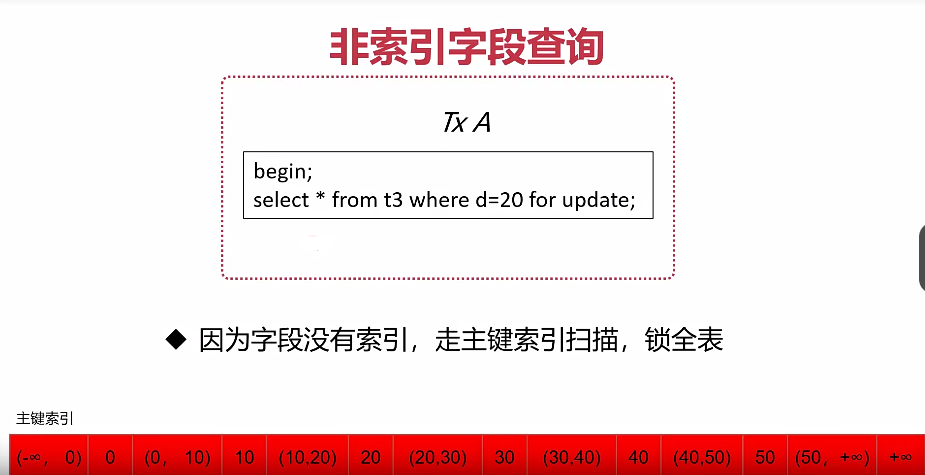 非索引字段查询
Tx A
begin;
select * from t3 where d=20 for update;
◆ 因为字段没有索引，走主键索引扫描，锁全表
主键索引
(-∞， 0) 0 (0， 10) 10 (10,20) 20 (20,30) 30 (30,40) 40 (40,50) 50 (50，+∞) +∞